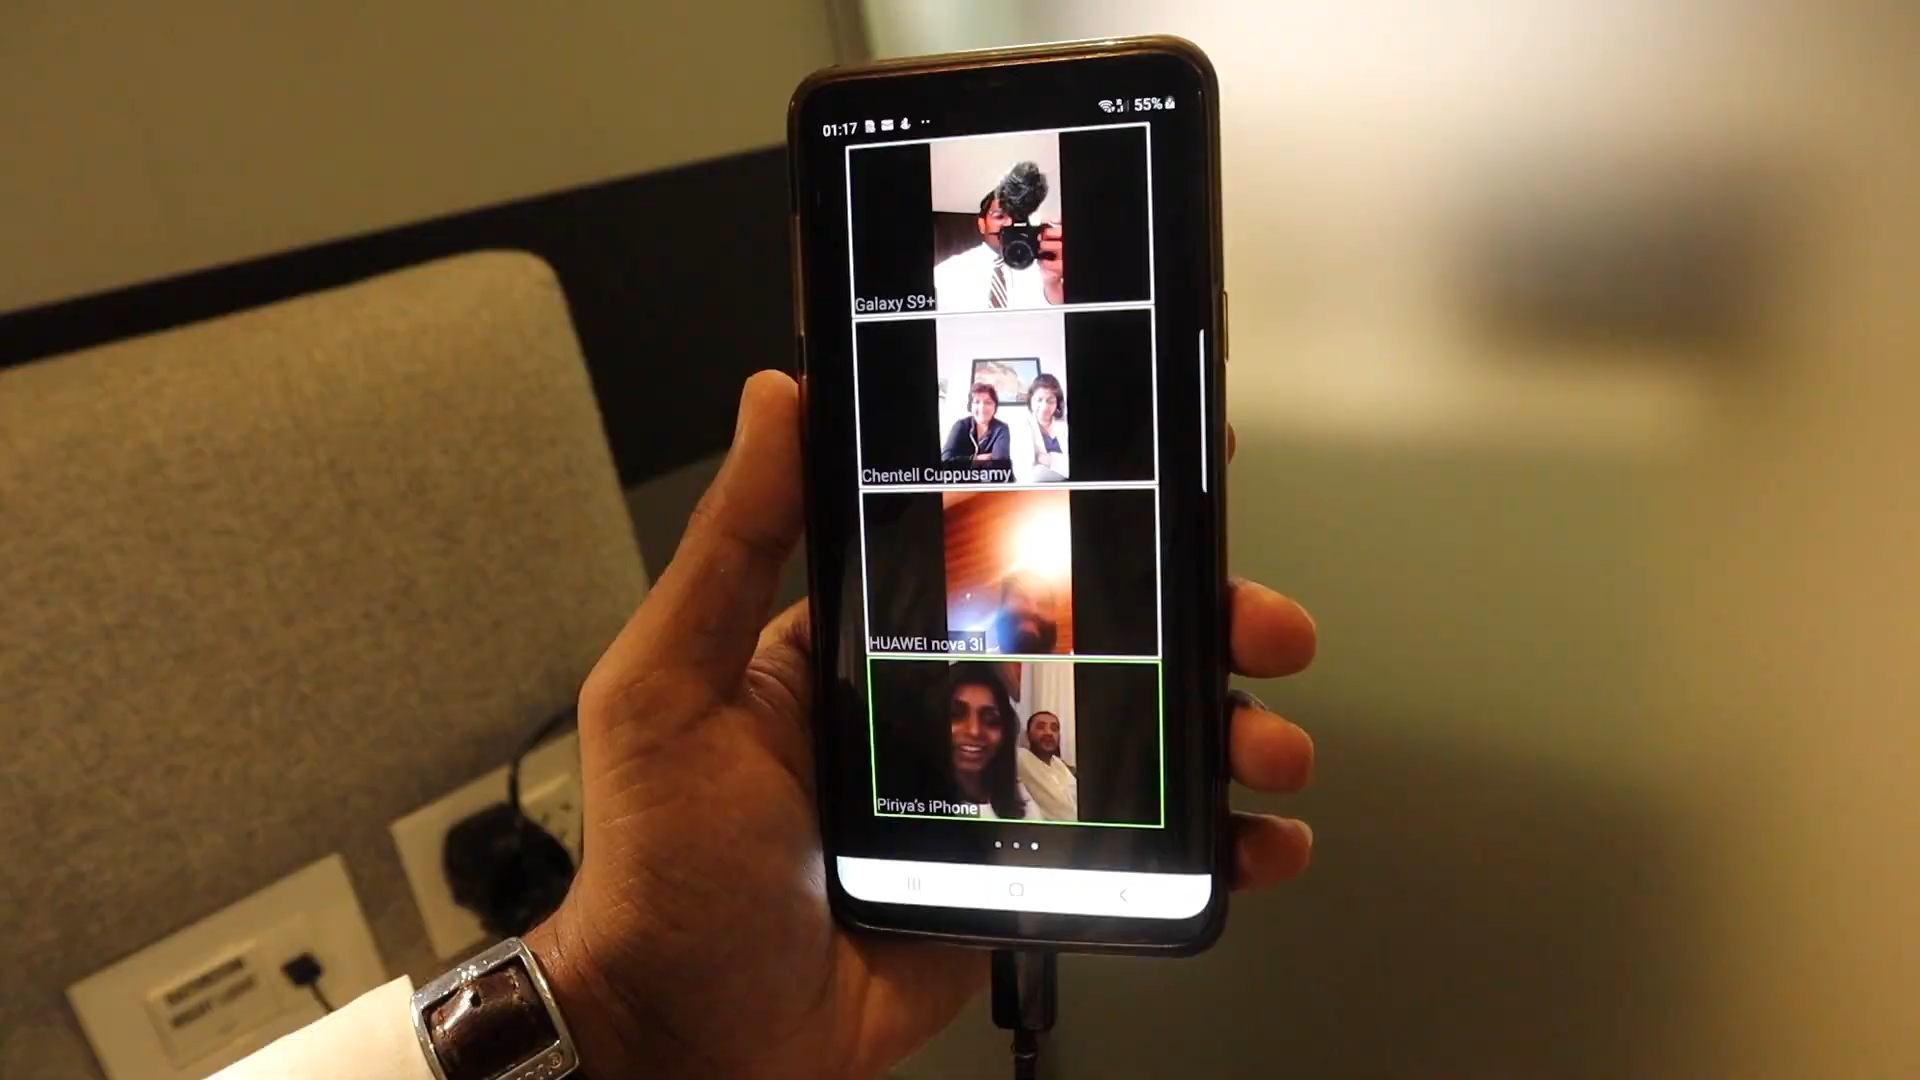 01:17
55%
Galaxy S9+
Chentell Cuppusamy
HUAWEI nova 3i
Piriya's iPhone